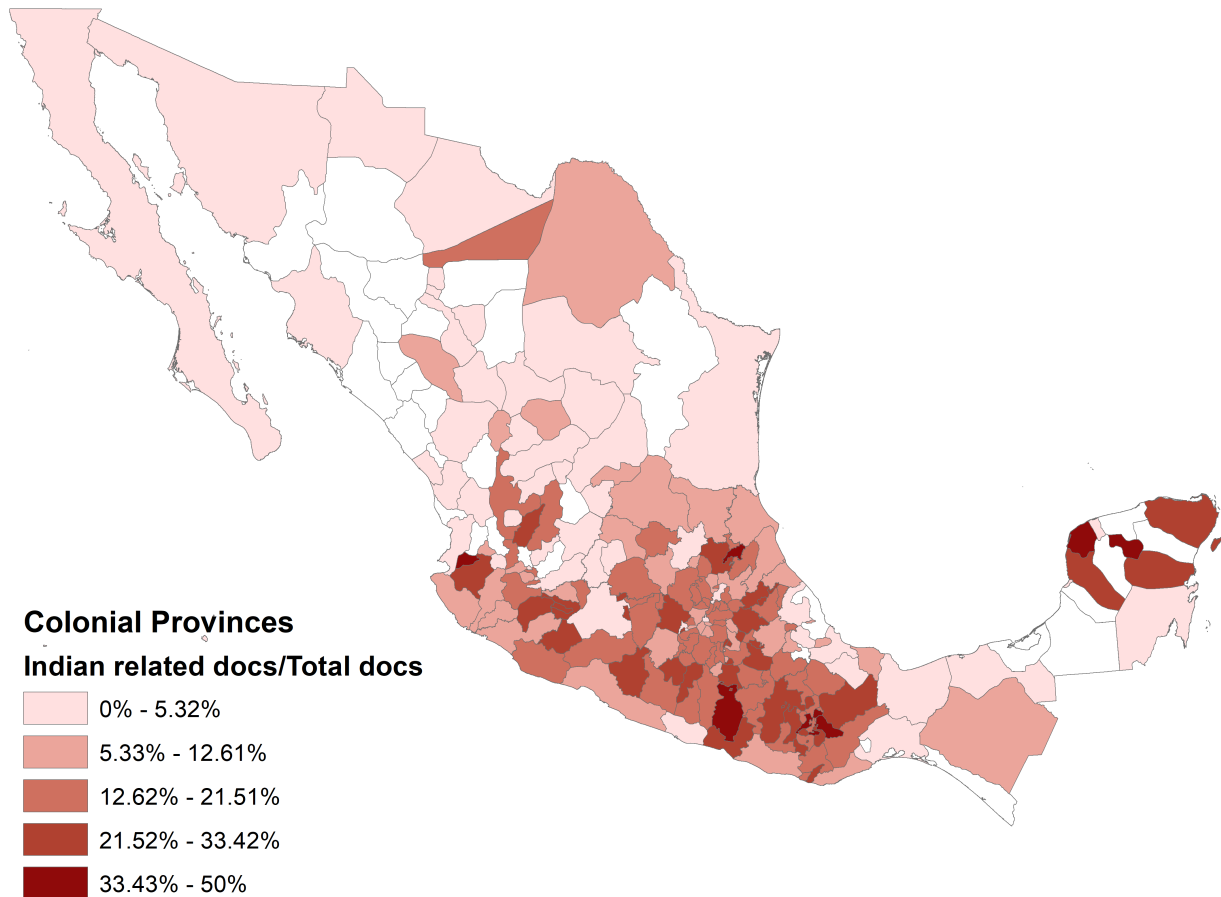 Colonial Provinces
Indian related docs/Total docs
0% - 5.32%
5.33% - 12.61%
12.62% - 21.51%
21.52% - 33.42%
33.43% - 50%